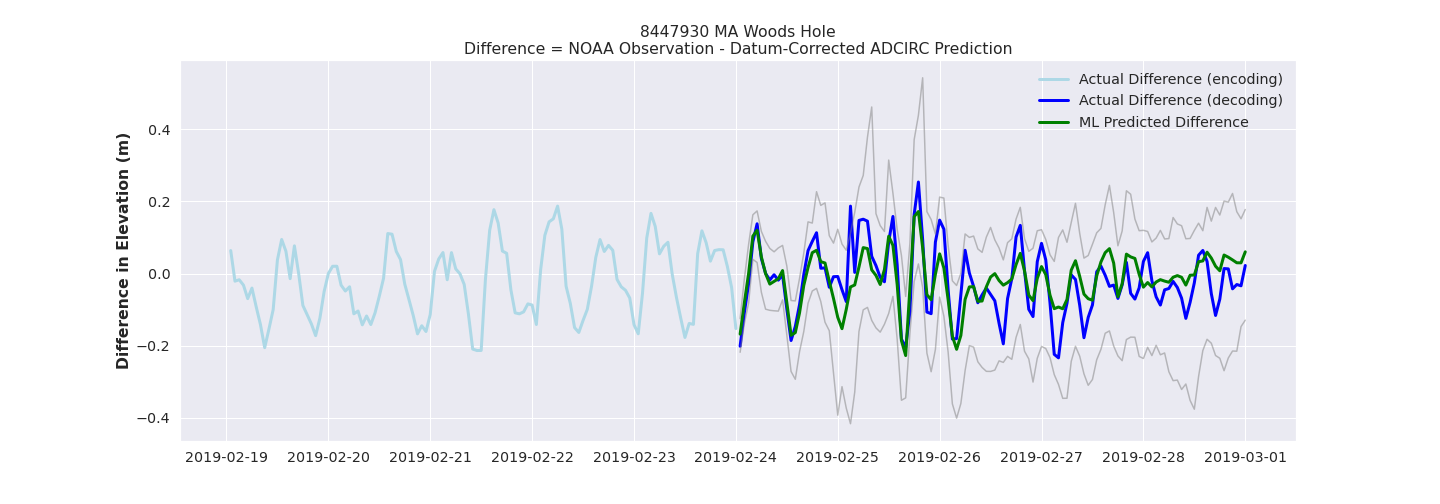 8447930 MA Woods Hole
Difference = NOAA Observation - Datum-Corrected ADCIRC Prediction
Actual Difference (encoding)
Actual Difference (decoding)
ML Predicted Difference
Difference in Elevation (m)
0.4
0.2
0.0
−0.2
−0.4
2019-02-19 2019-02-20 2019-02-21 2019-02-22 2019-02-23 2019-02-24 2019-02-25 2019-02-26 2019-02-27 2019-02-28 2019-03-01